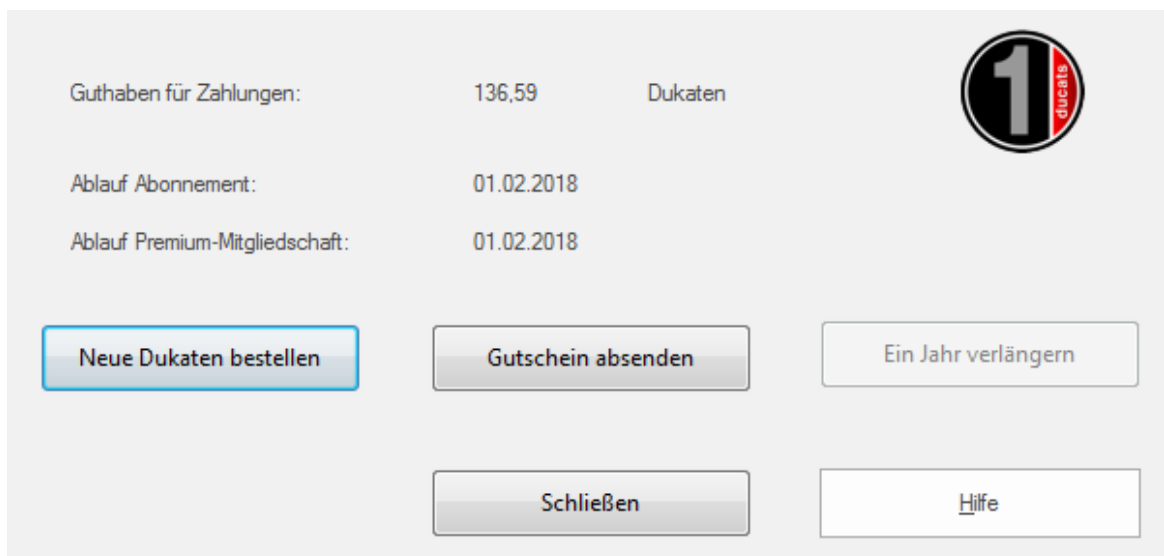 Guthaben für Zahlungen: 136,59 Dukaten
1 ducats
Ablauf Abonnement: 01.02.2018
Ablauf Premium-Mitgliedschaft: 01.02.2018
Neue Dukaten bestellen Gutschein absenden Ein Jahr verlängern
Schließen Hilfe